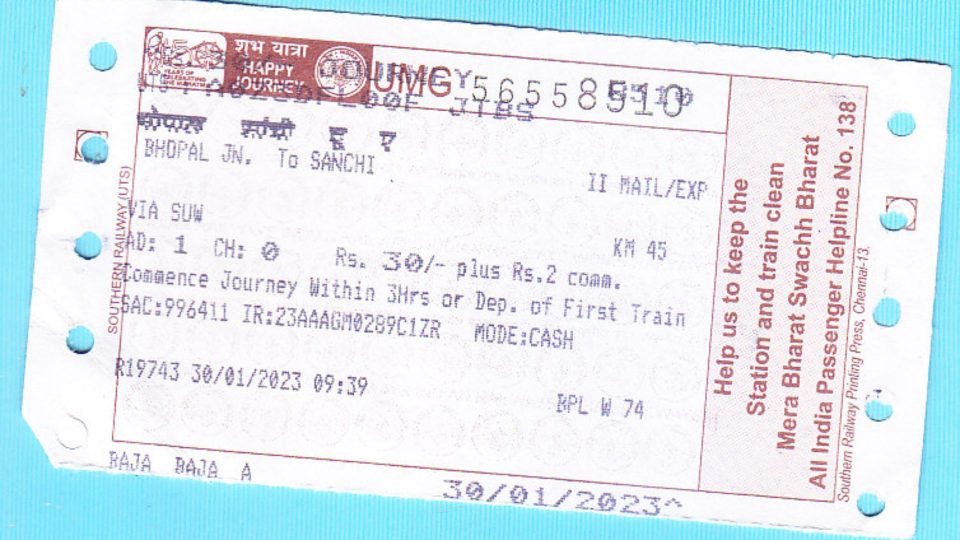 शुभ यात्रा
HAPPY
JOURNEY
JOURNEY
UMG 56558510
JTBS
भोपाल सांची
BHOPAL JN. To SANCHI
II MAIL/EXP
VIA SUW
AD: 1 CH: 0 Rs. 30/- plus Rs.2 comm. KM 45
Commence Journey Within 3Hrs or Dep. of First Train
SAC:996411 IR:23AAAGM0289C1ZR MODE:CASH
R19743 30/01/2023 09:39
BPL W 74
BAJA BAJA A
30/01/2023^
SOUTHERN RAILWAY (UTS)
Help us to keep the
Station and train clean
Mera Bharat Swachh Bharat
All India Passenger Helpline No. 138
Southern Railway Printing Press, Chennai-13.